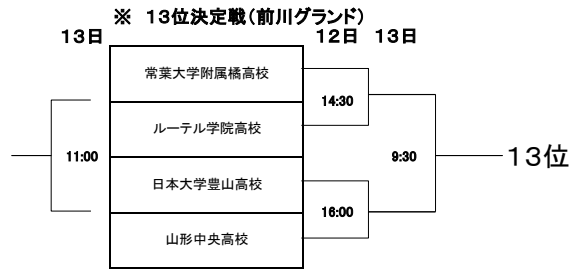 ※ 13位決定戦(前川グランド)
13日 12日 13日
常葉大学附属橘高校
14:30
ルーテル学院高校
11:00 9:30 13位
日本大学豊山高校
16:00
山形中央高校